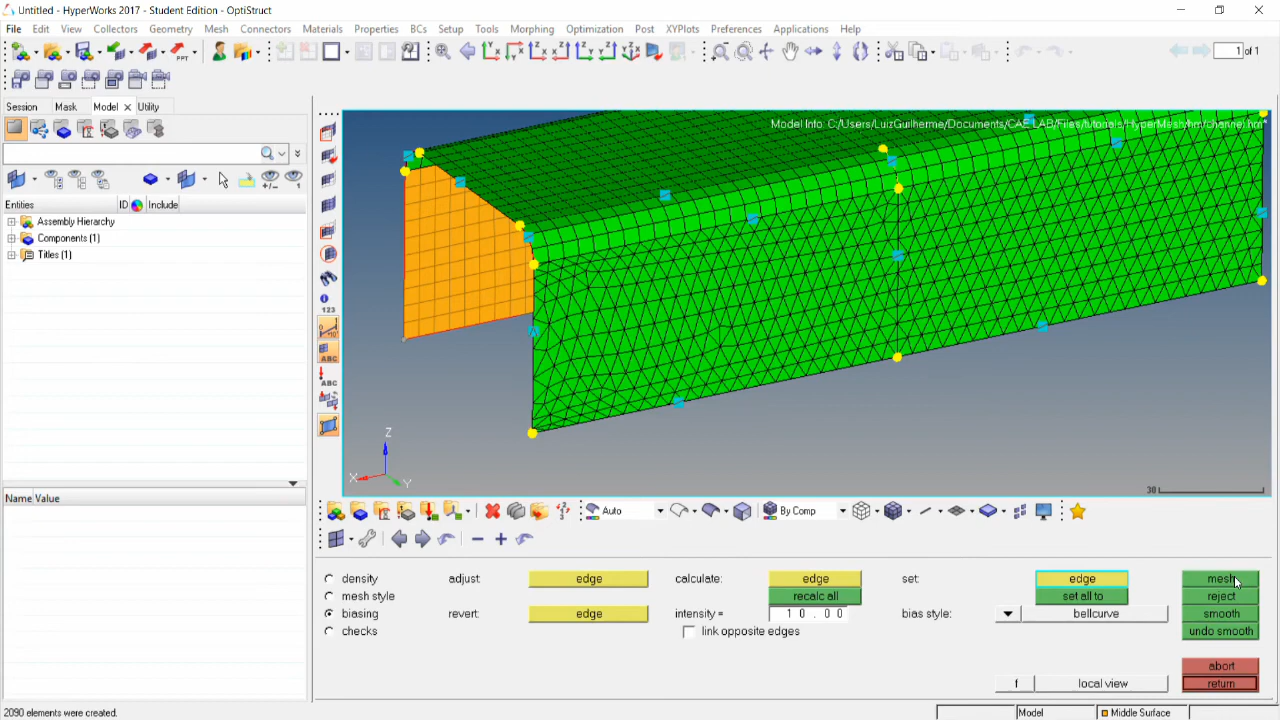 Untitled - HyperWorks 2017 - Student Edition - OptiStruct
File Edit View Collectors Geometry Mesh Connectors Materials Properties BCs Setup Tools Morphing Optimization Post XYPlots Preferences Applications Help
1 of 1
Session Mask Model Utility
Model Info: C:/Users/LuizGuilherme/Documents/CAE LAB/Files/tutorials/HyperMesh/hm/channel.hm*
Entities ID Include
Assembly Hierarchy
Components (1)
Titles (1)
123
ABC
ABC
Z
X
Y
Name Value
30
Auto
By Comp
density adjust: edge calculate: edge set: edge mesh
mesh style recalc all set all to reject
biasing revert: edge intensity = 10.00 bias style: bellcurve smooth
checks link opposite edges undo smooth
abort
f local view return
2090 elements were created.
Model
Middle Surface